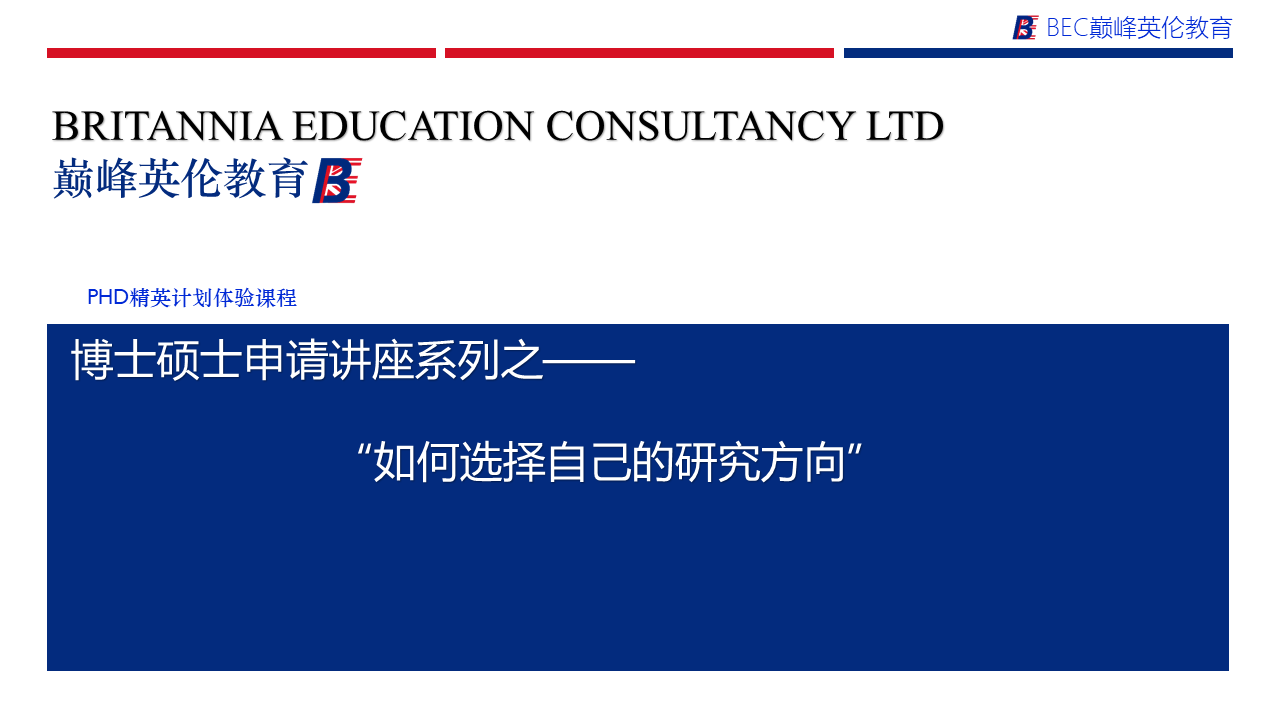 BEC巅峰英伦教育
BRITANNIA EDUCATION CONSULTANCY LTD
巅峰英伦教育
PHD精英计划体验课程
博士硕士申请讲座系列之——
“如何选择自己的研究方向”